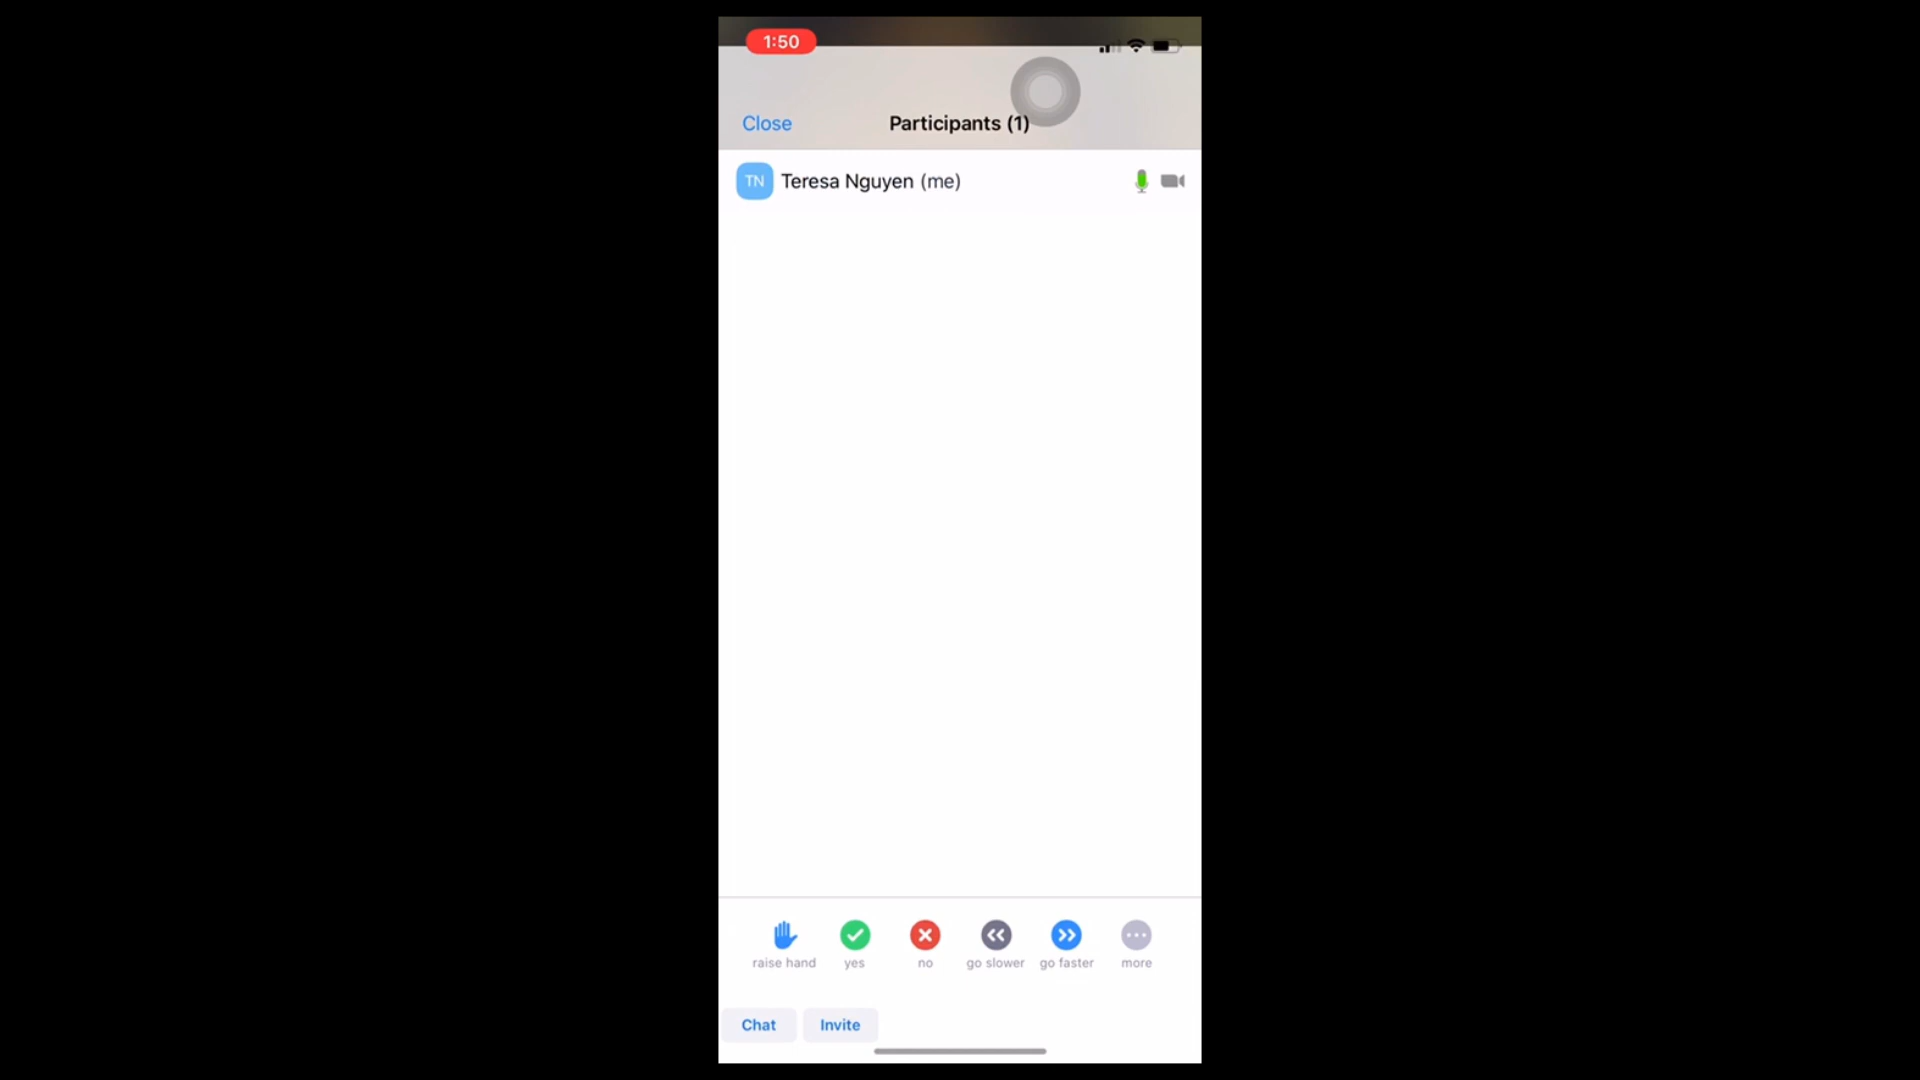 1:50
Close
Participants (1)
TN
Teresa Nguyen (me)
raise hand
yes
no
go slower
go faster
more
Chat
Invite